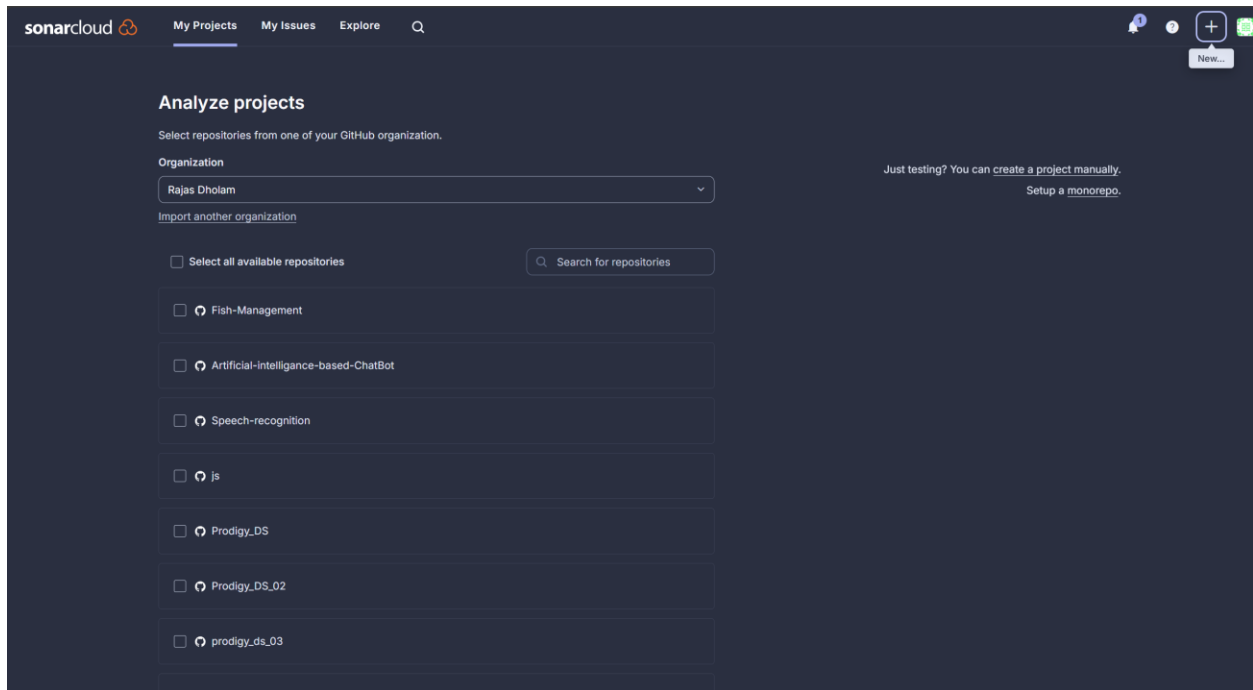 sonarcloud My Projects My Issues Explore 1 ? +
New...
Analyze projects
Select repositories from one of your GitHub organization.
Organization
Just testing? You can create a project manually.
Rajas Dholam
Setup a monorepo.
Import another organization
Select all available repositories Search for repositories
Fish-Management
Artificial-intelligance-based-ChatBot
Speech-recognition
js
Prodigy_DS
Prodigy_DS_02
prodigy_ds_03